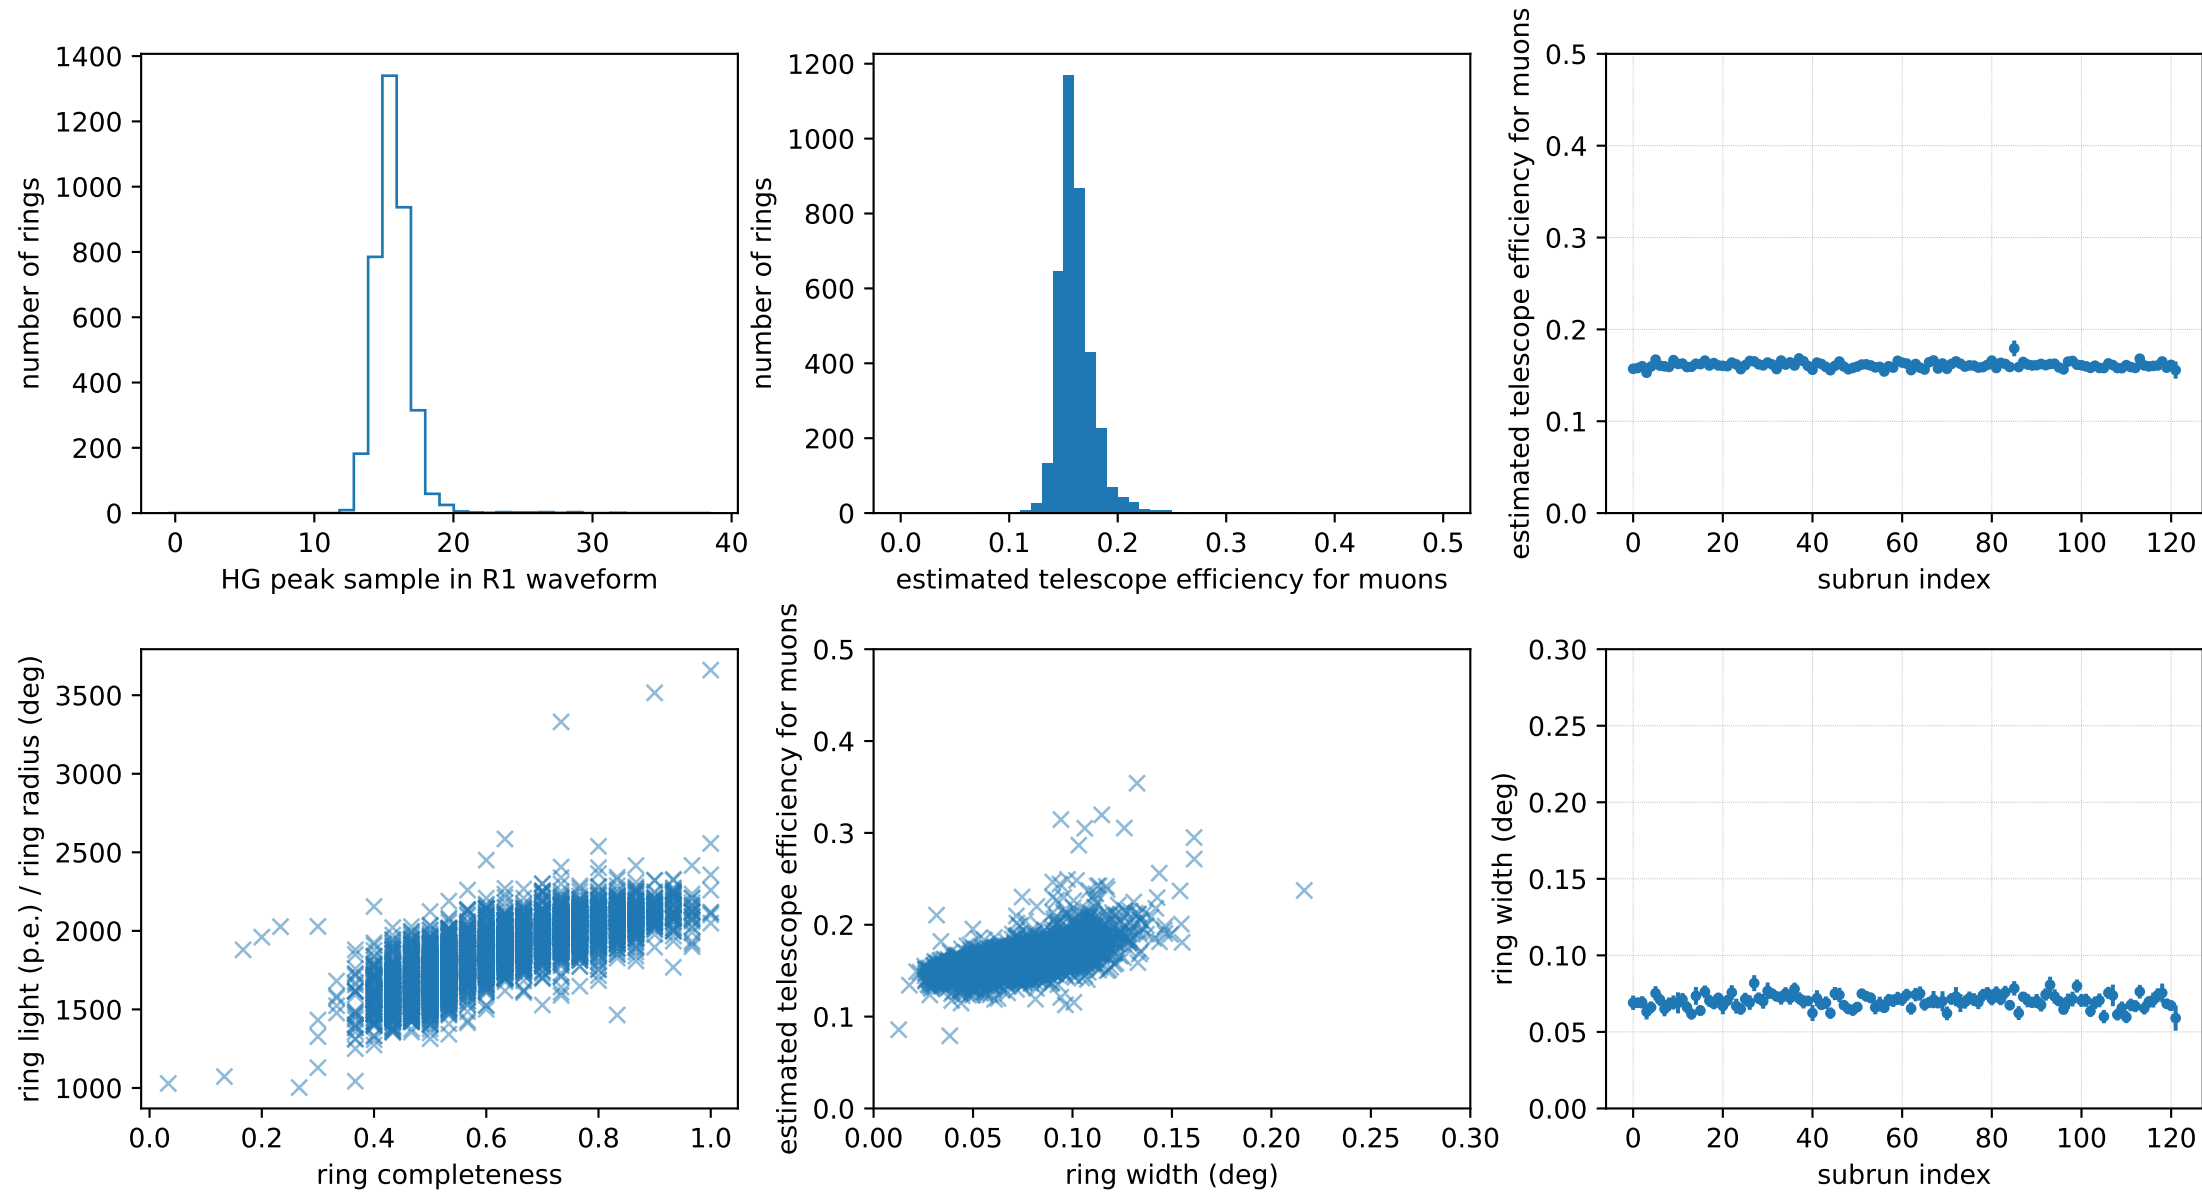 number of rings
1400
1200
1000
800
600
400
200
0
0 10 20 30 40
HG peak sample in R1 waveform
number of rings
1200
1000
800
600
400
200
0
0.0 0.1 0.2 0.3 0.4 0.5
estimated telescope efficiency for muons
estimated telescope efficiency for muons
0.5
0.4
0.3
0.2
0.1
0.0
0 20 40 60 80 100 120
subrun index
ring light (p.e.) / ring radius (deg)
3500
3000
2500
2000
1500
1000
0.0 0.2 0.4 0.6 0.8 1.0
ring completeness
estimated telescope efficiency for muons
0.5
0.4
0.3
0.2
0.1
0.0
0.00 0.05 0.10 0.15 0.20 0.25 0.30
ring width (deg)
ring width (deg)
0.30
0.25
0.20
0.15
0.10
0.05
0.00
0 20 40 60 80 100 120
subrun index